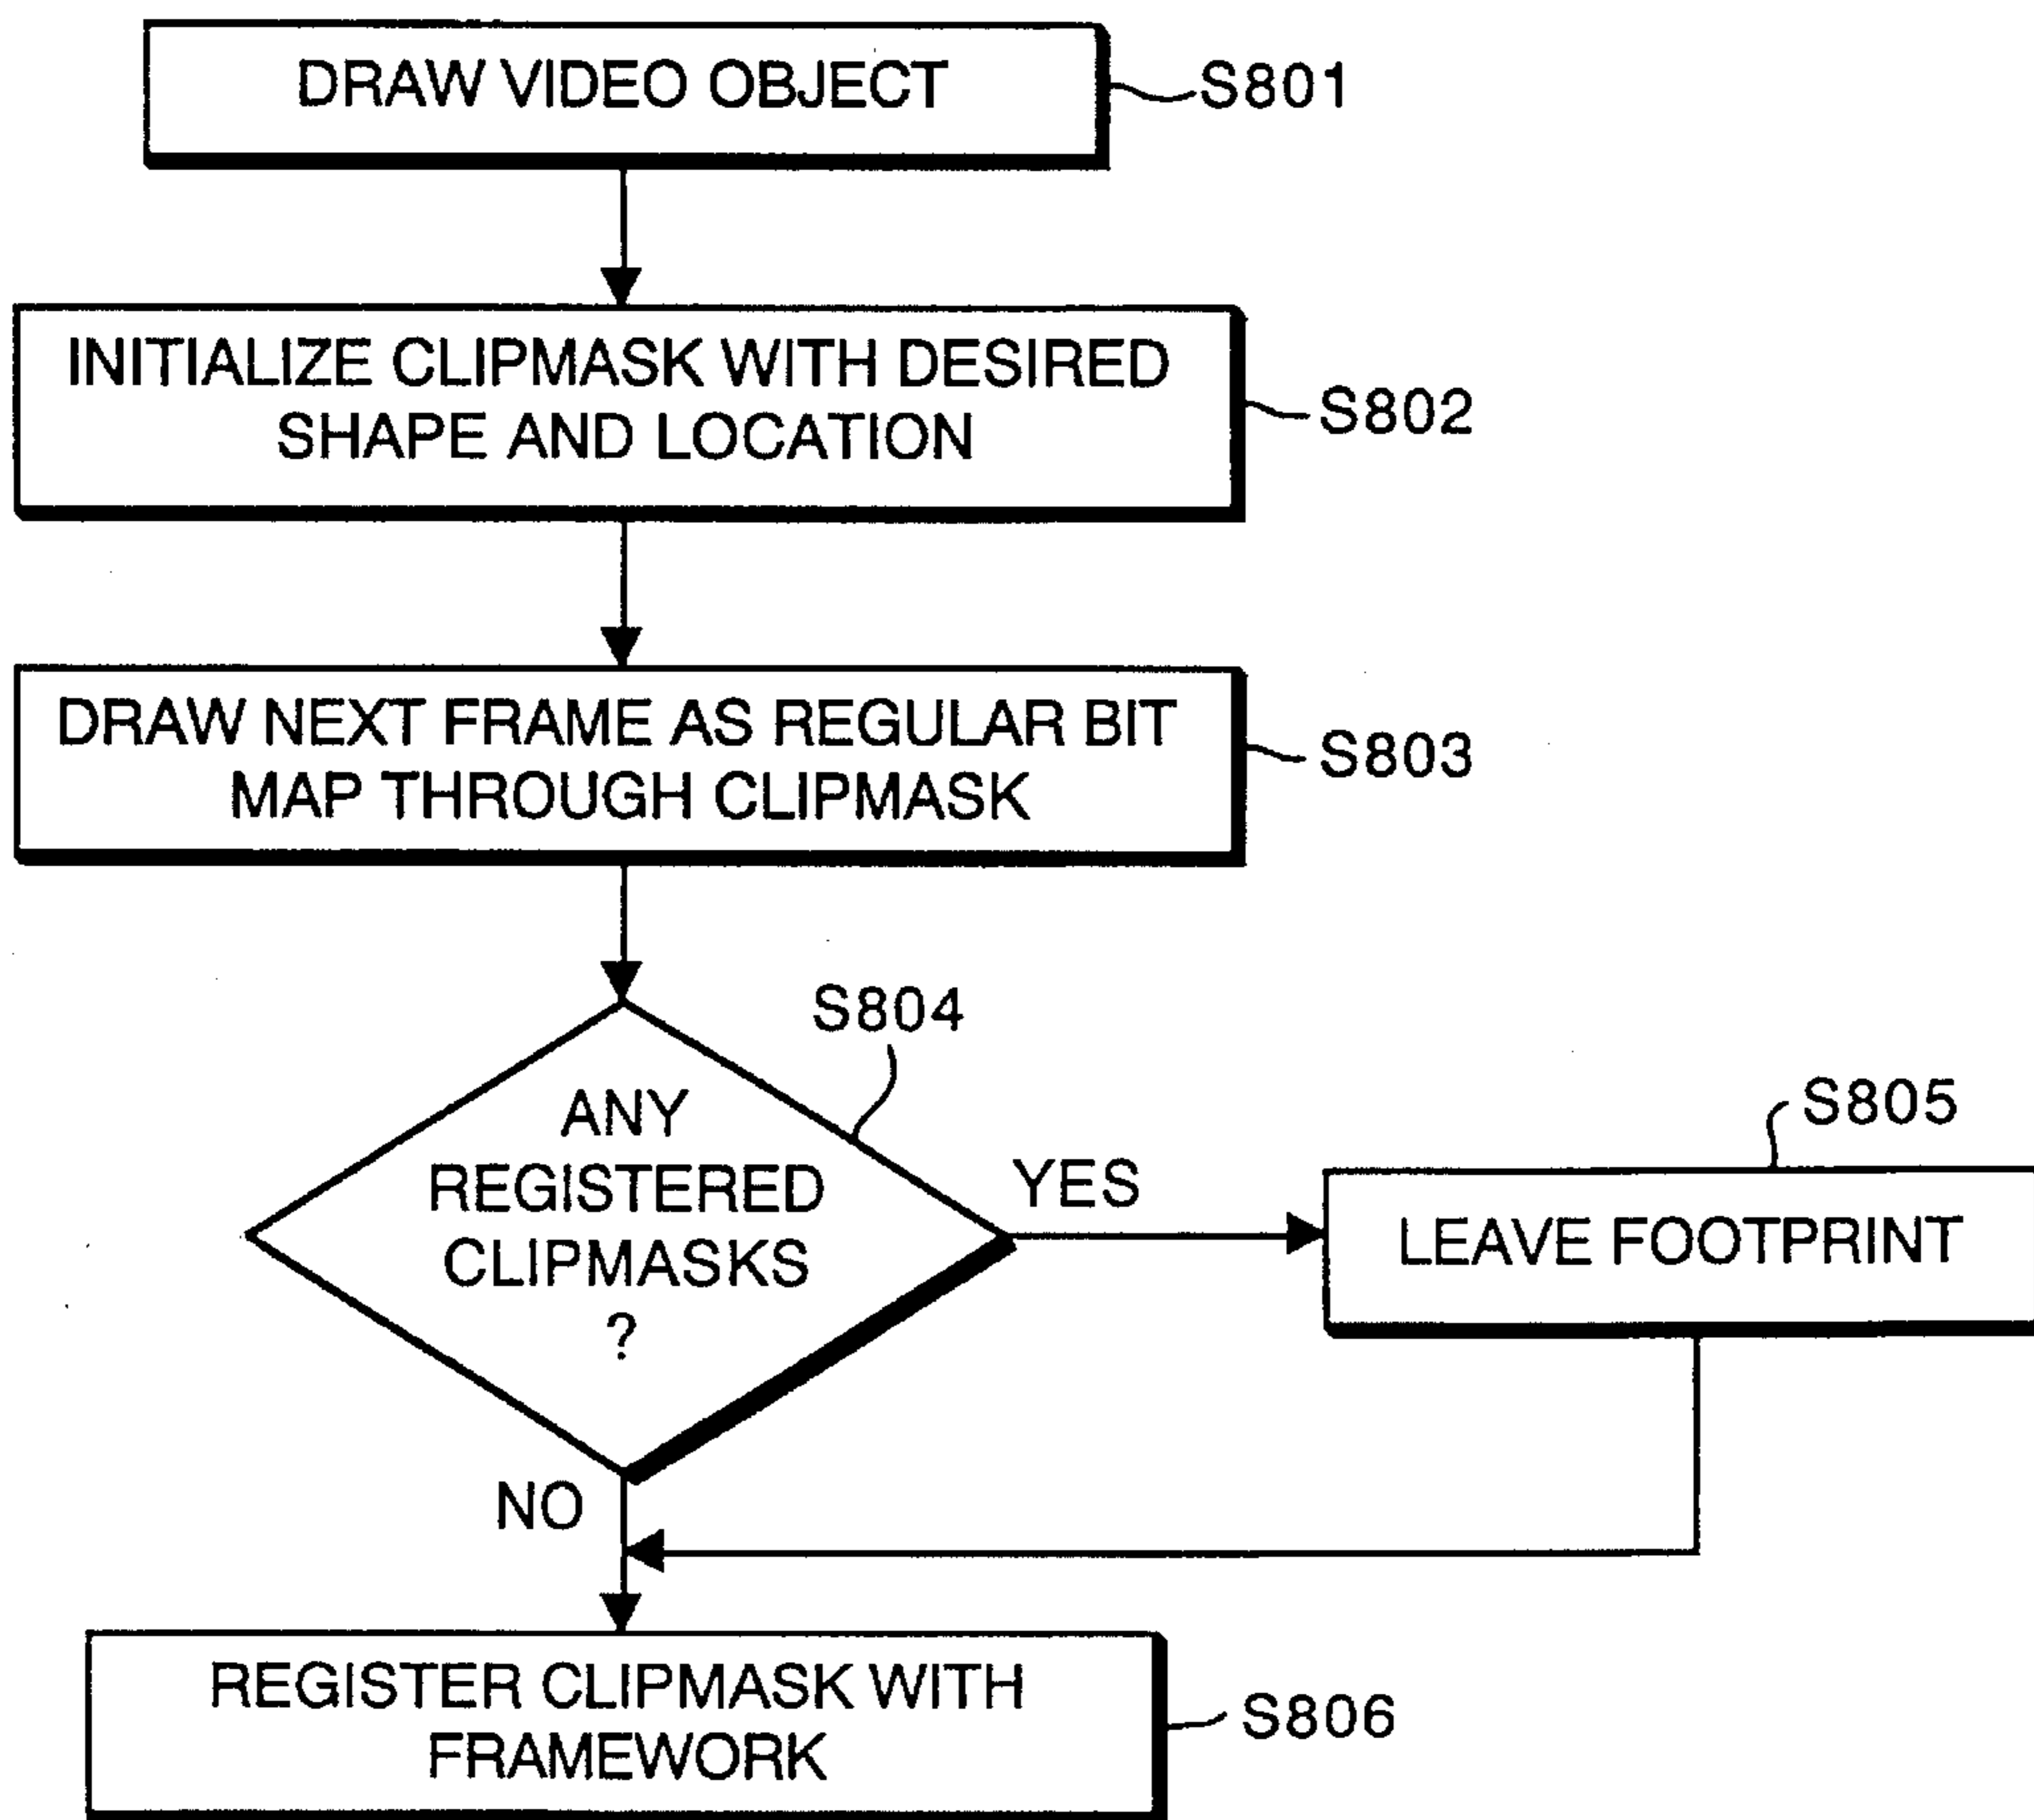 DRAW VIDEO OBJECT
S801
INITIALIZE CLIPMASK WITH DESIRED
SHAPE AND LOCATION
S802
DRAW NEXT FRAME AS REGULAR BIT
MAP THROUGH CLIPMASK
S803
S804
ANY
REGISTERED
CLIPMASKS
?
YES
S805
LEAVE FOOTPRINT
NO
REGISTER CLIPMASK WITH
FRAMEWORK
S806